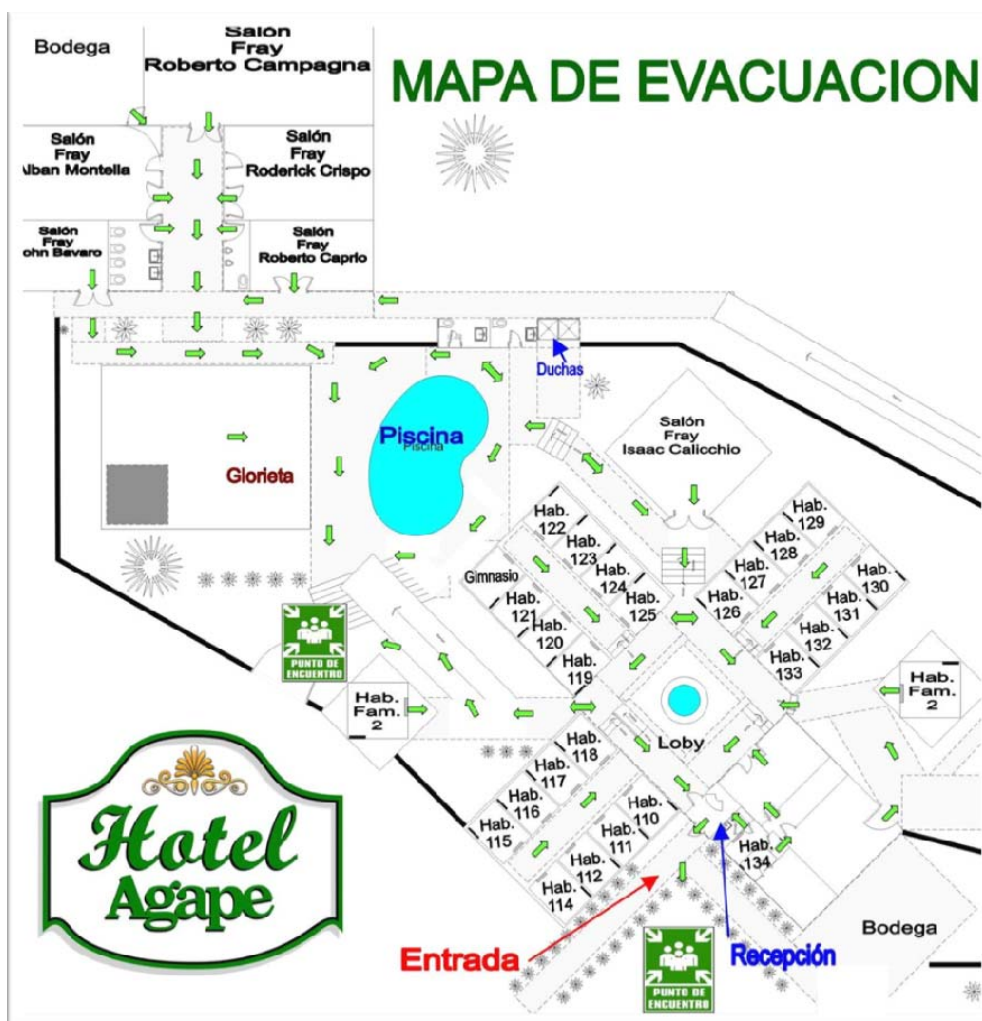 MAPA DE EVACUACION
Bodega
Salón
Fray
Roberto Campagna
Salón
Fray
Alban Montella
Salón
Fray
Roderick Crispo
Salón
Fray
ohn Bavaro
Salón
Fray
Roberto Caprio
Duchas
Piscina
Piscina
Glorieta
Salón
Fray
Isaac Calicchio
Hab.
122
Hab.
123
Hab.
124
Hab.
125
Gimnasio
Hab.
121
Hab.
120
Hab.
119
Hab.
129
Hab.
128
Hab.
127
Hab.
126
Hab.
130
Hab.
131
Hab.
132
Hab.
133
PUNTO DE
ENCUENTRO
Hab.
Fam.
2
Hab.
Fam.
2
Loby
Hab.
118
Hab.
117
Hab.
116
Hab.
115
Hab.
110
Hab.
111
Hab.
112
Hab.
114
Hab.
134
Hotel
Agape
Entrada
Recepción
Bodega
PUNTO DE
ENCUENTRO